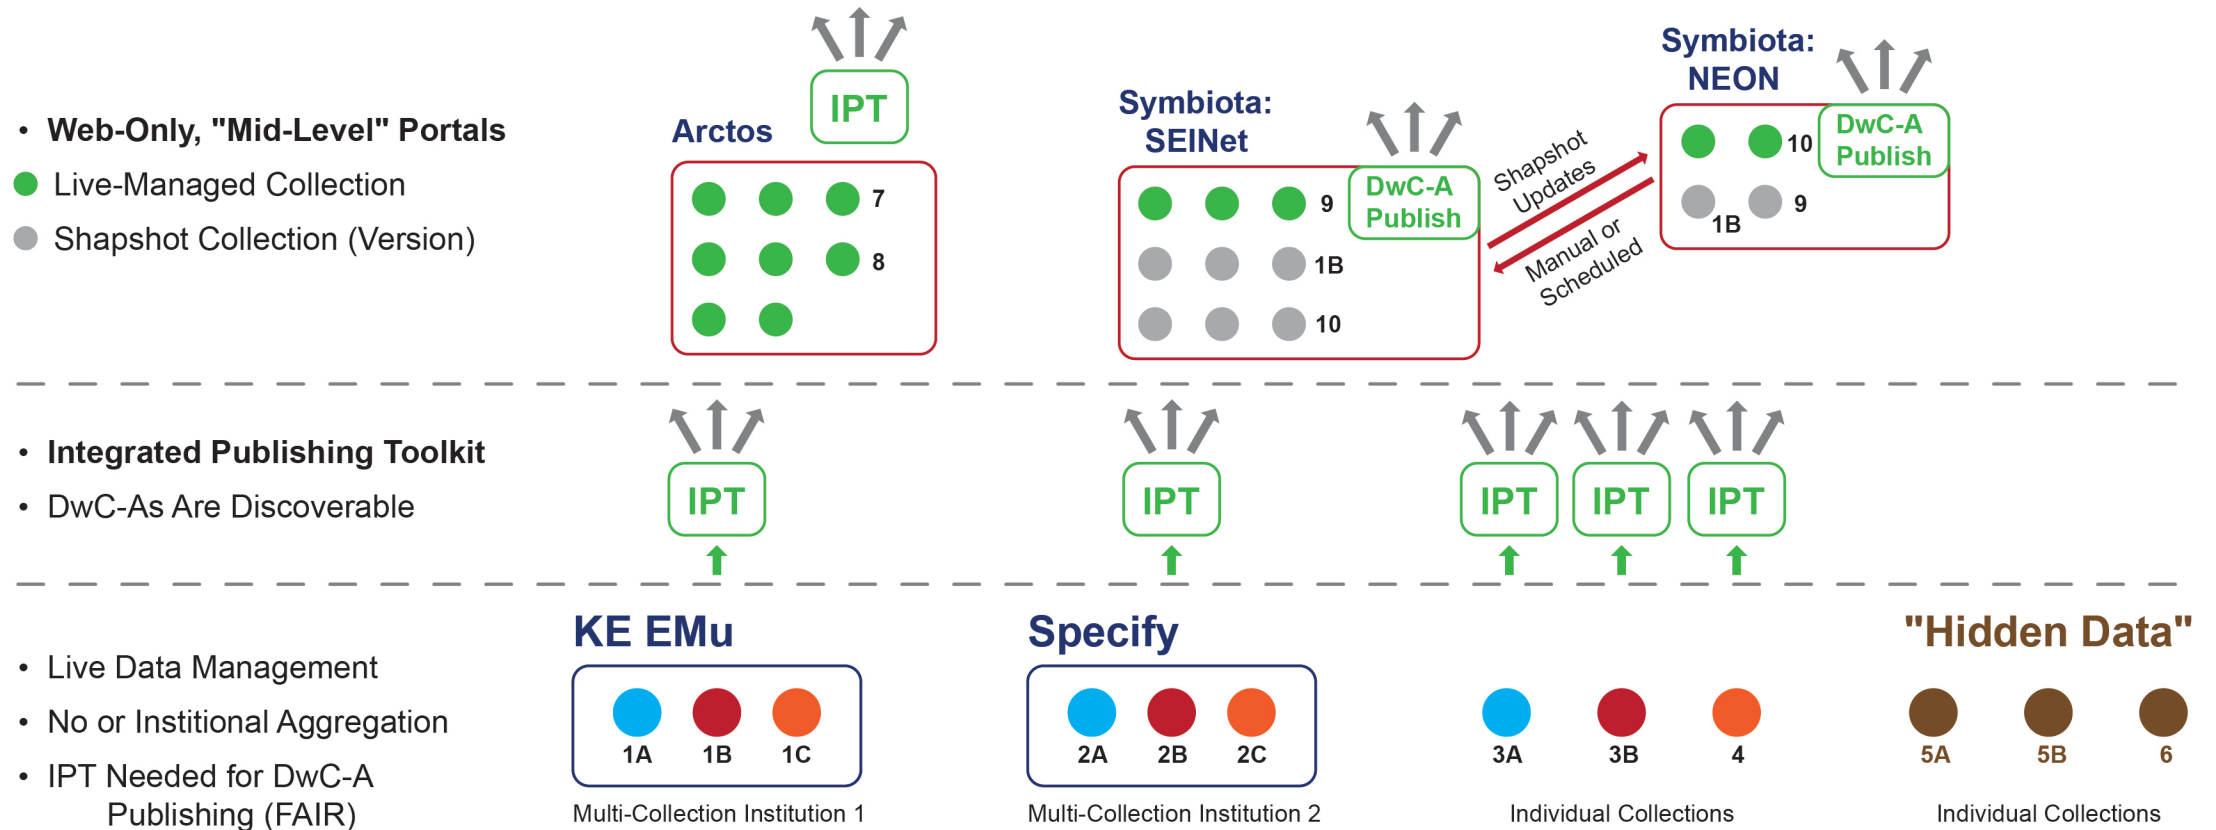 • Web-Only, "Mid-Level" Portals
Live-Managed Collection
Shapshot Collection (Version)
Arctos
IPT
7
8
Symbiota:
SEINet
DwC-A
Publish
9
1B
10
Shapshot
Updates
Manual or
Scheduled
Symbiota:
NEON
DwC-A
Publish
10
1B
9
• Integrated Publishing Toolkit
• DwC-As Are Discoverable
IPT
IPT
IPT
IPT
IPT
• Live Data Management
• No or Institional Aggregation
• IPT Needed for DwC-A
Publishing (FAIR)
KE EMu
1A 1B 1C
Multi-Collection Institution 1
Specify
2A 2B 2C
Multi-Collection Institution 2
3A 3B 4
Individual Collections
"Hidden Data"
5A 5B 6
Individual Collections